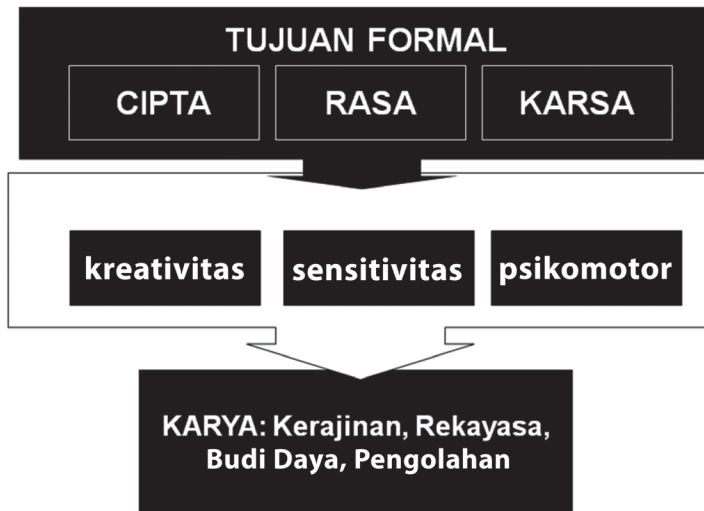 TUJUAN FORMAL
CIPTA
RASA
KARSA
kreativitas
sensitivitas
psikomotor
KARYA: Kerajinan, Rekayasa,
Budi Daya, Pengolahan